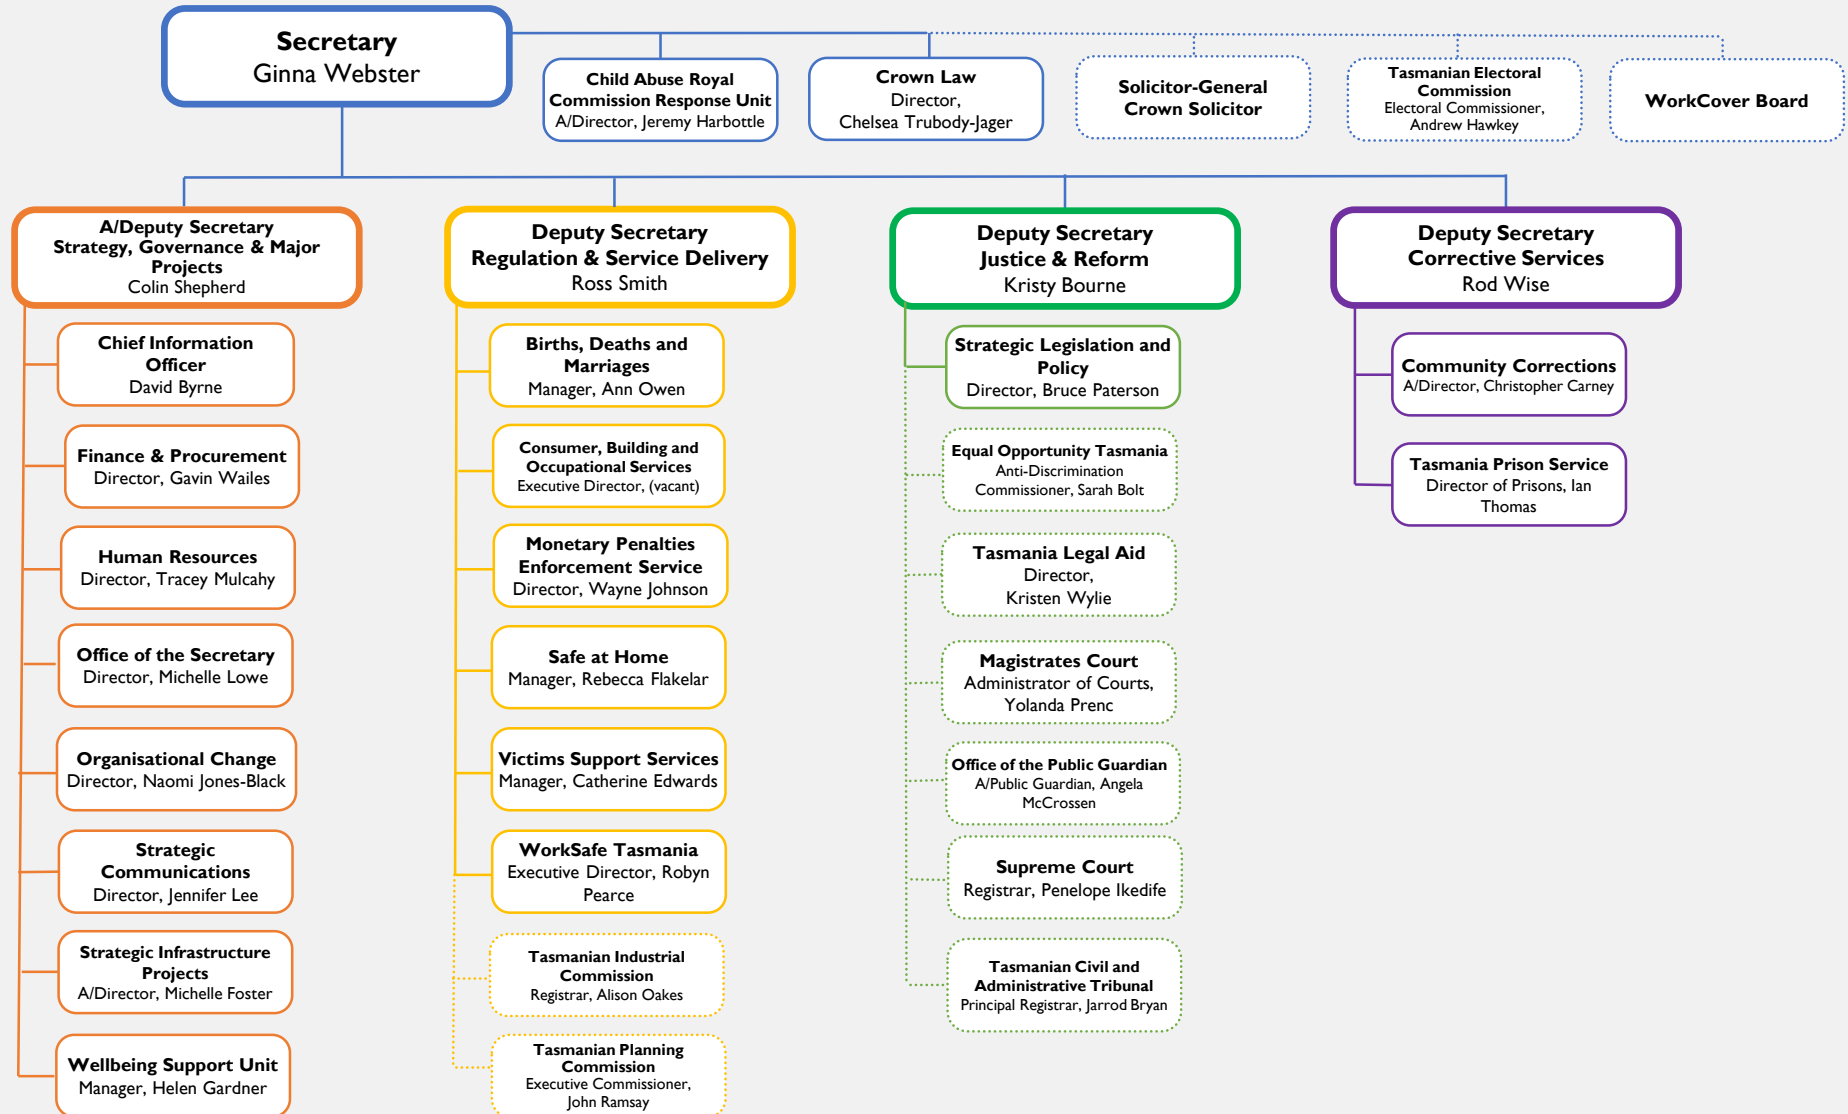 Secretary
Ginna Webster
Child Abuse Royal
Commission Response Unit
A/Director, Jeremy Harbottle
Crown Law
Director,
Chelsea Trubody-Jager
Solicitor-General
Crown Solicitor
Tasmanian Electoral
Commission
Electoral Commissioner,
Andrew Hawkey
WorkCover Board
A/Deputy Secretary
Strategy, Governance & Major
Projects
Colin Shepherd
Chief Information
Officer
David Byrne
Finance & Procurement
Director, Gavin Wailes
Human Resources
Director, Tracey Mulcahy
Office of the Secretary
Director, Michelle Lowe
Organisational Change
Director, Naomi Jones-Black
Strategic
Communications
Director, Jennifer Lee
Strategic Infrastructure
Projects
A/Director, Michelle Foster
Wellbeing Support Unit
Manager, Helen Gardner
Deputy Secretary
Regulation & Service Delivery
Ross Smith
Births, Deaths and
Marriages
Manager, Ann Owen
Consumer, Building and
Occupational Services
Executive Director, (vacant)
Monetary Penalties
Enforcement Service
Director, Wayne Johnson
Safe at Home
Manager, Rebecca Flakelar
Victims Support Services
Manager, Catherine Edwards
WorkSafe Tasmania
Executive Director, Robyn
Pearce
Tasmanian Industrial
Commission
Registrar, Alison Oakes
Tasmanian Planning
Commission
Executive Commissioner,
John Ramsay
Deputy Secretary
Justice & Reform
Kristy Bourne
Strategic Legislation and
Policy
Director, Bruce Paterson
Equal Opportunity Tasmania
Anti-Discrimination
Commissioner, Sarah Bolt
Tasmania Legal Aid
Director,
Kristen Wylie
Magistrates Court
Administrator of Courts,
Yolanda Prenc
Office of the Public Guardian
A/Public Guardian, Angela
McCrossen
Supreme Court
Registrar, Penelope Ikedife
Tasmanian Civil and
Administrative Tribunal
Principal Registrar, Jarrod Bryan
Deputy Secretary
Corrective Services
Rod Wise
Community Corrections
A/Director, Christopher Carney
Tasmania Prison Service
Director of Prisons, Ian
Thomas